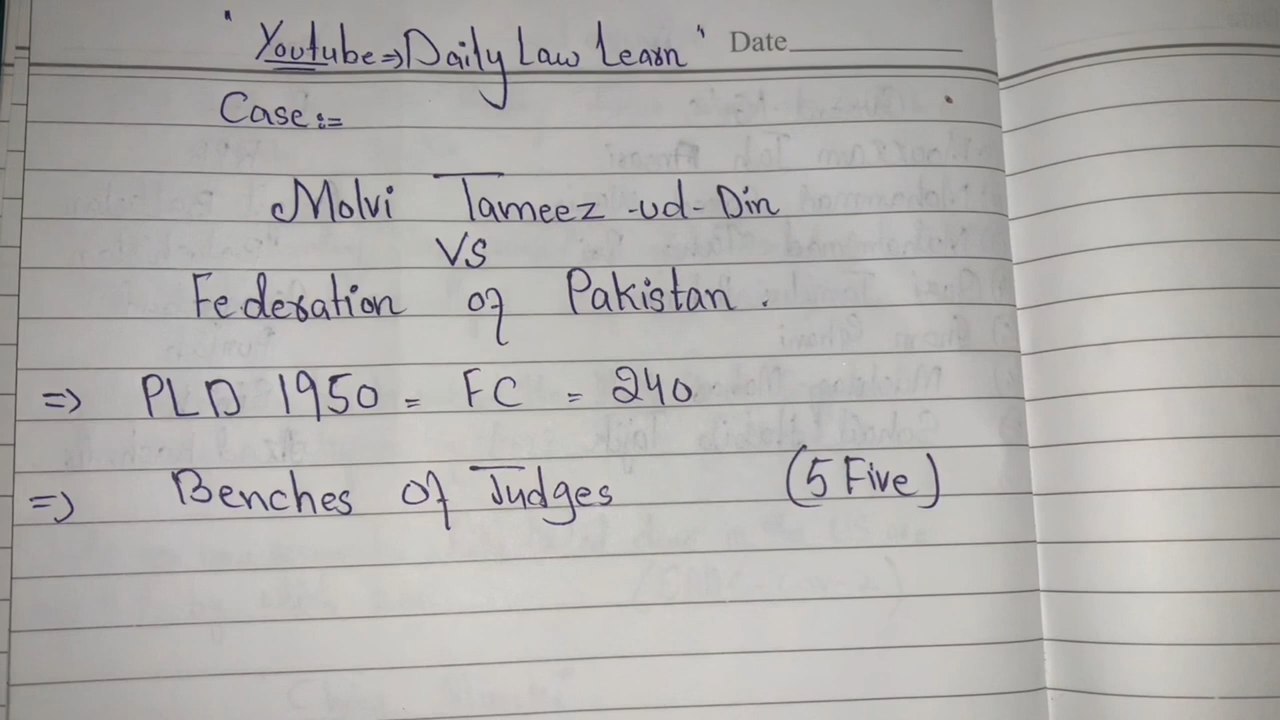 "Youtube⇒Daily Law Learn" Date
Case:=
Molvi Tameez-ud-Din
VS
Federation of Pakistan.
⇒ PLD 1950 = FC = 240
⇒ Benches of Judges (5 Five)